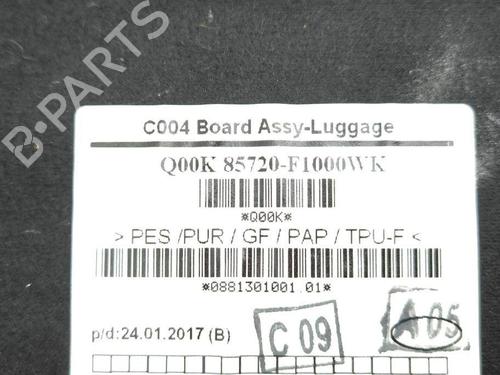 C004 Board Assy-Luggage
Q00K 85720-F1000WK
*Q00K*
> PES /PUR / GF / PAP / TPU-F <
*0881301001.01*
p/d:24.01.2017 (B)
C 09
A 05
B-PARTS